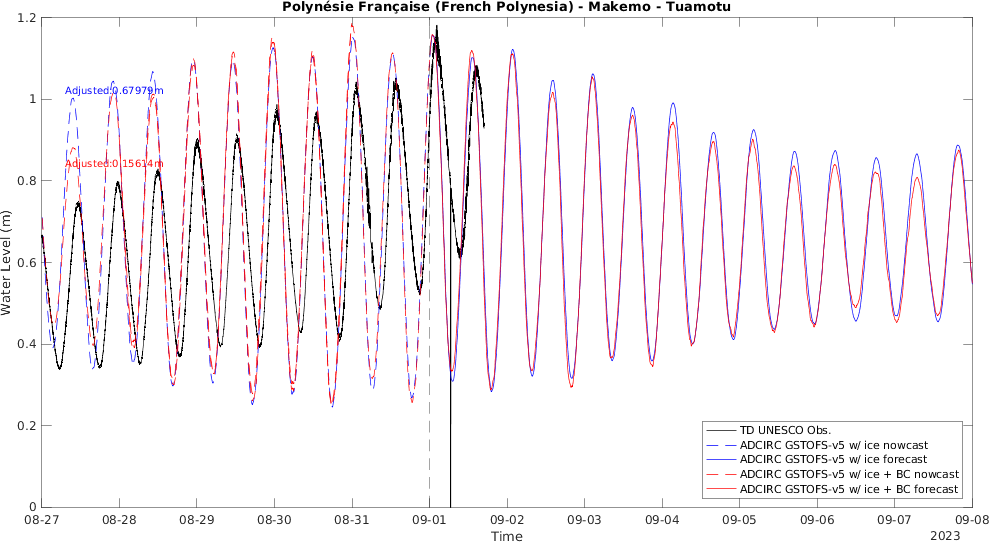 Polynésie Française (French Polynesia) - Makemo - Tuamotu
1.2
1
0.8
0.6
0.4
0.2
0
Water Level (m)
Adjusted:0.67979m
Adjusted:0.15614m
TD UNESCO Obs.
ADCIRC GSTOFS-v5 w/ ice nowcast
ADCIRC GSTOFS-v5 w/ ice forecast
ADCIRC GSTOFS-v5 w/ ice + BC nowcast
ADCIRC GSTOFS-v5 w/ ice + BC forecast
08-27 08-28 08-29 08-30 08-31 09-01 09-02 09-03 09-04 09-05 09-06 09-07 09-08
Time
2023